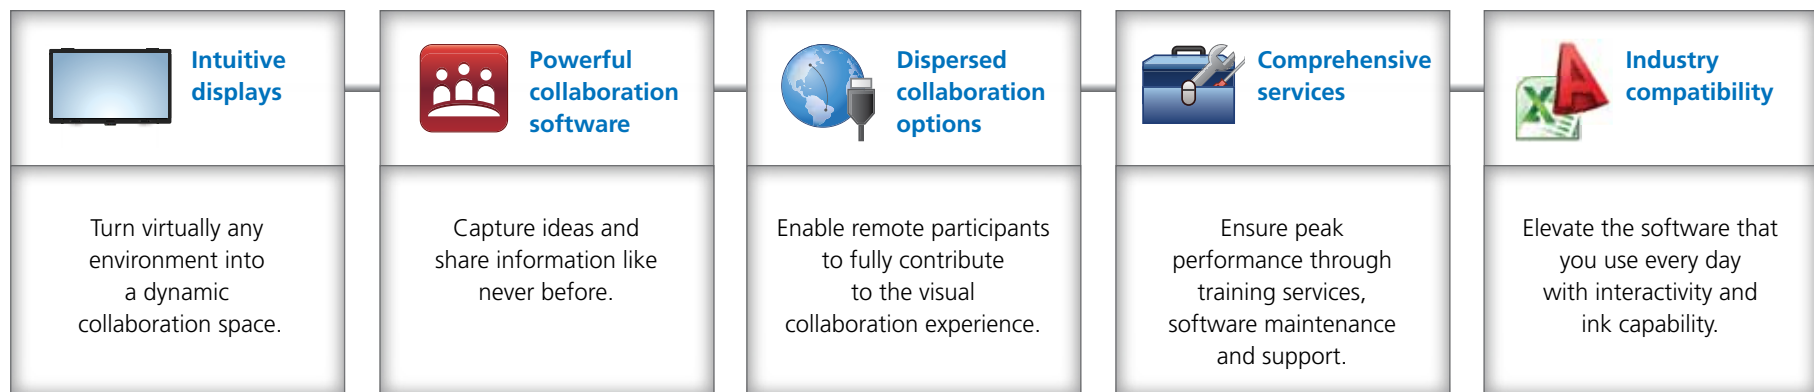 Intuitive
displays
Turn virtually any
environment into
a dynamic
collaboration space.
Powerful
collaboration
software
Capture ideas and
share information like
never before.
Dispersed
collaboration
options
Enable remote participants
to fully contribute
to the visual
collaboration experience.
Comprehensive
services
Ensure peak
performance through
training services,
software maintenance
and support.
Industry
compatibility
Elevate the software that
you use every day
with interactivity and
ink capability.